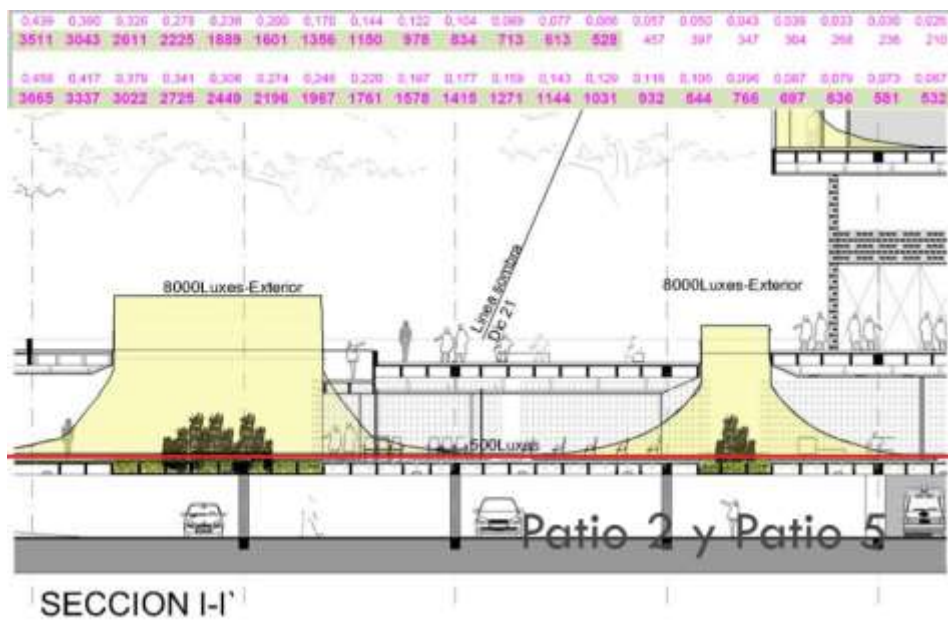 0,439 0,390 0,326 0,278 0,236 0,200 0,170 0,144 0,122 0,104 0,089 0,077 0,066 0,057 0,050 0,043 0,038 0,033 0,030
3511 3043 2611 2225 1889 1601 1356 1150 978 834 713 613 528 457 397 347 304 268 236 210
0,458 0,417 0,378 0,341 0,306 0,274 0,246 0,220 0,197 0,177 0,159 0,143 0,129 0,116 0,105 0,096 0,087 0,079 0,073 0,067
3665 3337 3022 2725 2449 2196 1967 1761 1578 1415 1271 1144 1031 932 844 766 697 636 581 532
Linea sombra
Dic 21
8000Luxes-Exterior
8000Luxes-Exterior
500Luxes
Patio 2 y Patio 5
SECCION I-I`